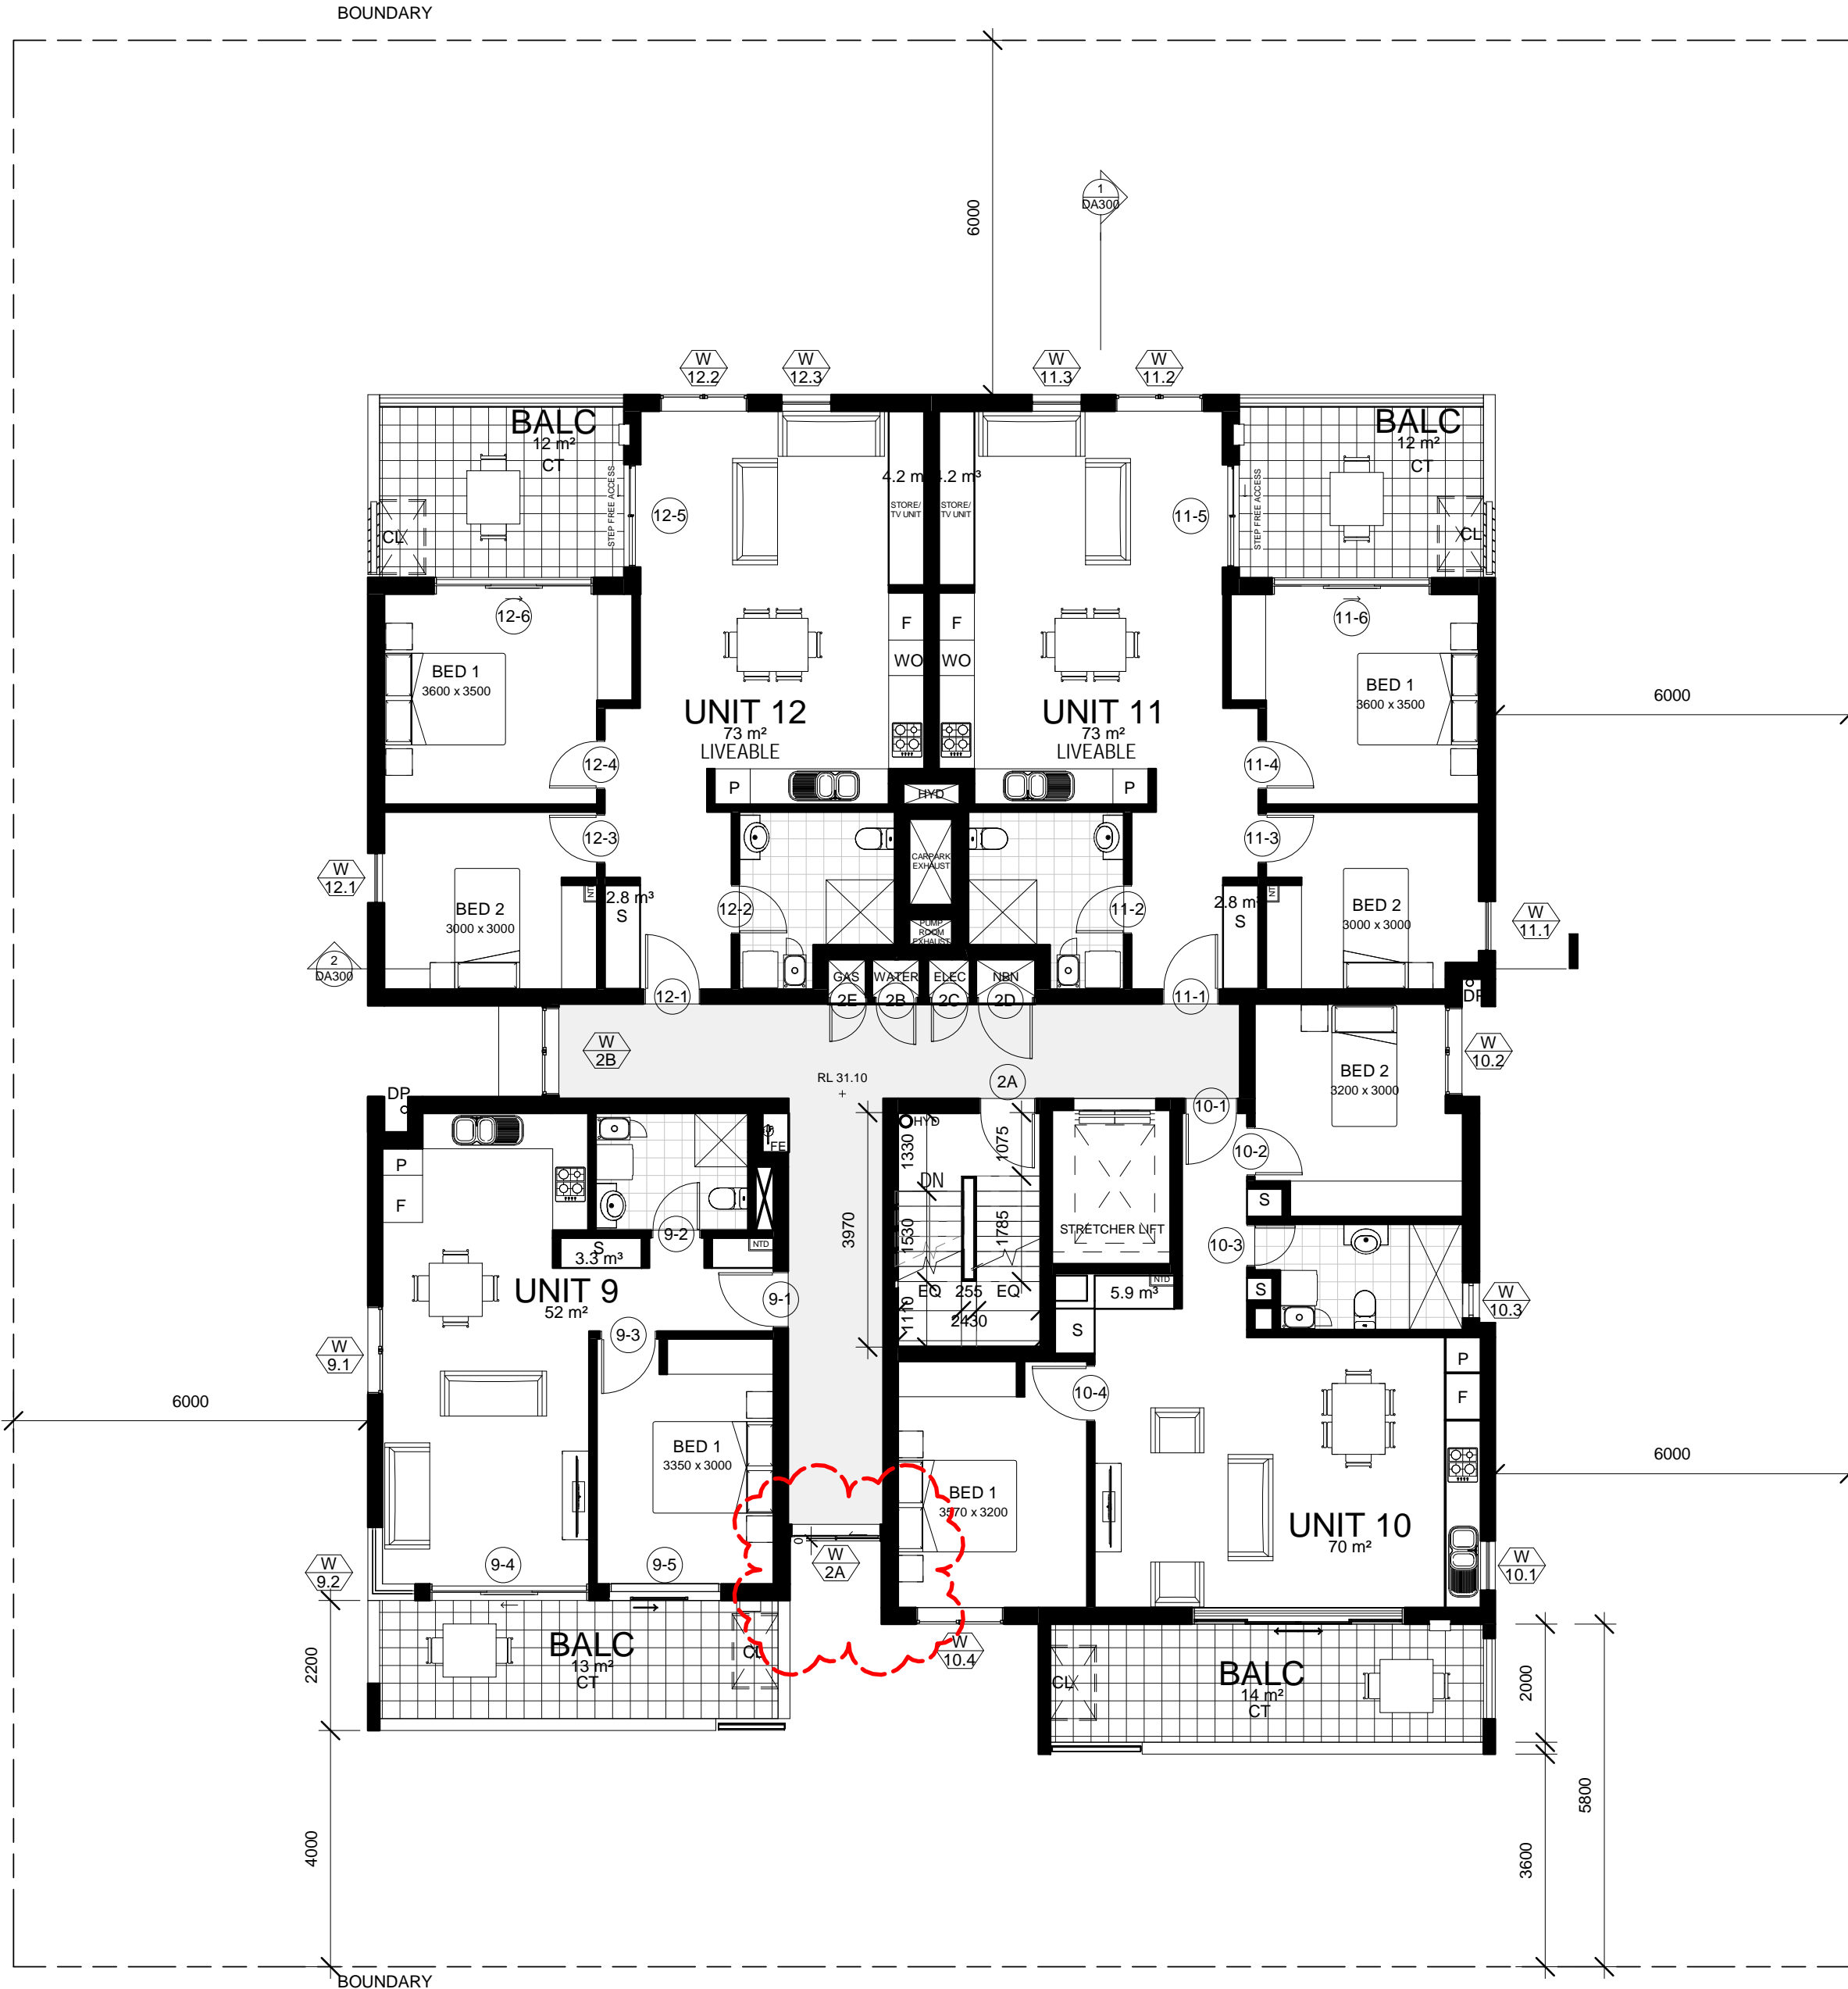 BOUNDARY
6000
1
DA300
W
12.2
W
12.3
W
11.3
W
11.2
BALC
12 m²
CT
STEP FREE ACCESS
CL
12-5
12-6
4.2 m
STORE/
TV UNIT
.2 m³
STORE/
TV UNIT
11-5
11-6
BALC
12 m²
CT
STEP FREE ACCESS
CL
F
WO
F
WO
BED 1
3600 x 3500
UNIT 12
73 m²
LIVEABLE
UNIT 11
73 m²
LIVEABLE
BED 1
3600 x 3500
6000
12-4
P
HYD
P
11-4
12-3
CARPARK
EXHAUST
11-3
W
12.1
BED 2
3000 x 3000
NTD
2.8 m³
S
12-2
PUMP
ROOM
EXHAUST
11-2
2.8 m³
S
NTD
BED 2
3000 x 3000
W
11.1
2
DA300
GAS
WATER
ELEC
NBN
12-1
2E
2B
2C
2D
11-1
DP
W
2B
RL 31.10
2A
BED 2
3200 x 3000
W
10.2
DP
FE
HYD
1330
1075
10-1
10-2
P
F
DN
S
9-2
3970
1530
1785
STRETCHER LIFT
10-3
S
3.3 m³
NTD
UNIT 9
52 m²
9-1
EQ
255
EQ
1110
2430
5.9 m³
NTD
S
S
W
10.3
9-3
W
9.1
10-4
P
F
6000
BED 1
3350 x 3000
BED 1
3570 x 3200
6000
UNIT 10
70 m²
0
W
2A
W
9.2
9-4
9-5
W
10.1
2200
BALC
13 m²
CT
CL
W
10.4
CL
BALC
14 m²
CT
2000
4000
3600
5800
BOUNDARY